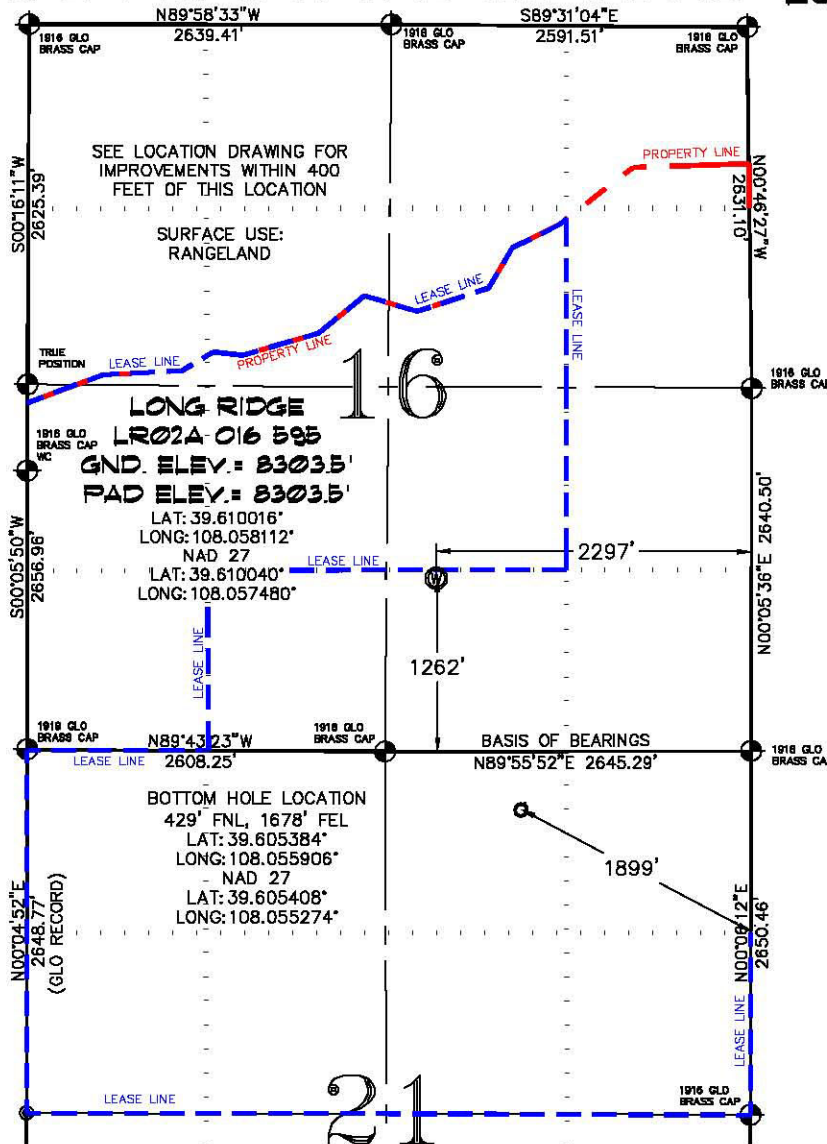 N89°58'33"W
2639.41'
S89°31'04"E
2591.51'
1916 GLO
BRASS CAP
1916 GLO
BRASS CAP
1916 GLO
BRASS CAP
SEE LOCATION DRAWING FOR
IMPROVEMENTS WITHIN 400
FEET OF THIS LOCATION
SURFACE USE:
RANGELAND
S00°16'11"W
2625.39'
PROPERTY LINE
N00°46'27"W
2631.10'
LEASE LINE
LEASE LINE
TRUE
POSITION
LEASE LINE
PROPERTY LINE
16
1916 GLO
BRASS CAP
LONG RIDGE
LR02A 016 595
GND. ELEV.= 8303.5'
PAD ELEV.= 8303.5'
1916 GLO
BRASS CAP
WC
LAT: 39.610016°
LONG: 108.058112°
NAD 27
LAT: 39.610040°
LONG: 108.057480°
LEASE LINE
S00°05'50"W
2656.96'
W
2297'
N00°05'36"E 2640.50'
LEASE LINE
1262'
1919 GLO
BRASS CAP
N89°43'23"W
2608.25'
LEASE LINE
1916 GLO
BRASS CAP
BASIS OF BEARINGS
N89°55'52"E 2645.29'
1916 GLO
BRASS CAP
BOTTOM HOLE LOCATION
429' FNL, 1678' FEL
LAT: 39.605384°
LONG: 108.055906°
NAD 27
LAT: 39.605408°
LONG: 108.055274°
1899'
N00°04'52"E
2648.77'
(GLO RECORD)
N00°06'12"E
2650.46'
LEASE LINE
LEASE LINE
21
1916 GLO
BRASS CAP